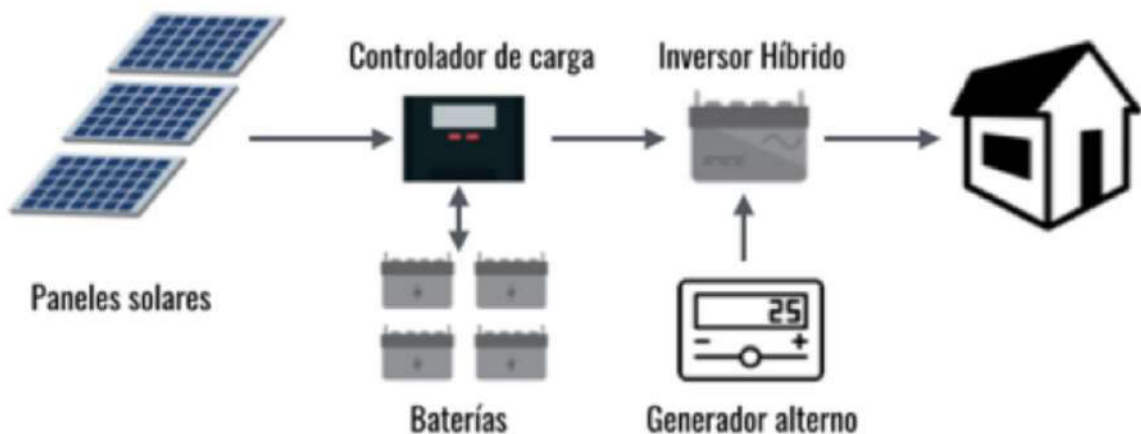 Controlador de carga
Inversor Híbrido
Paneles solares
25
Baterías
Generador alterno